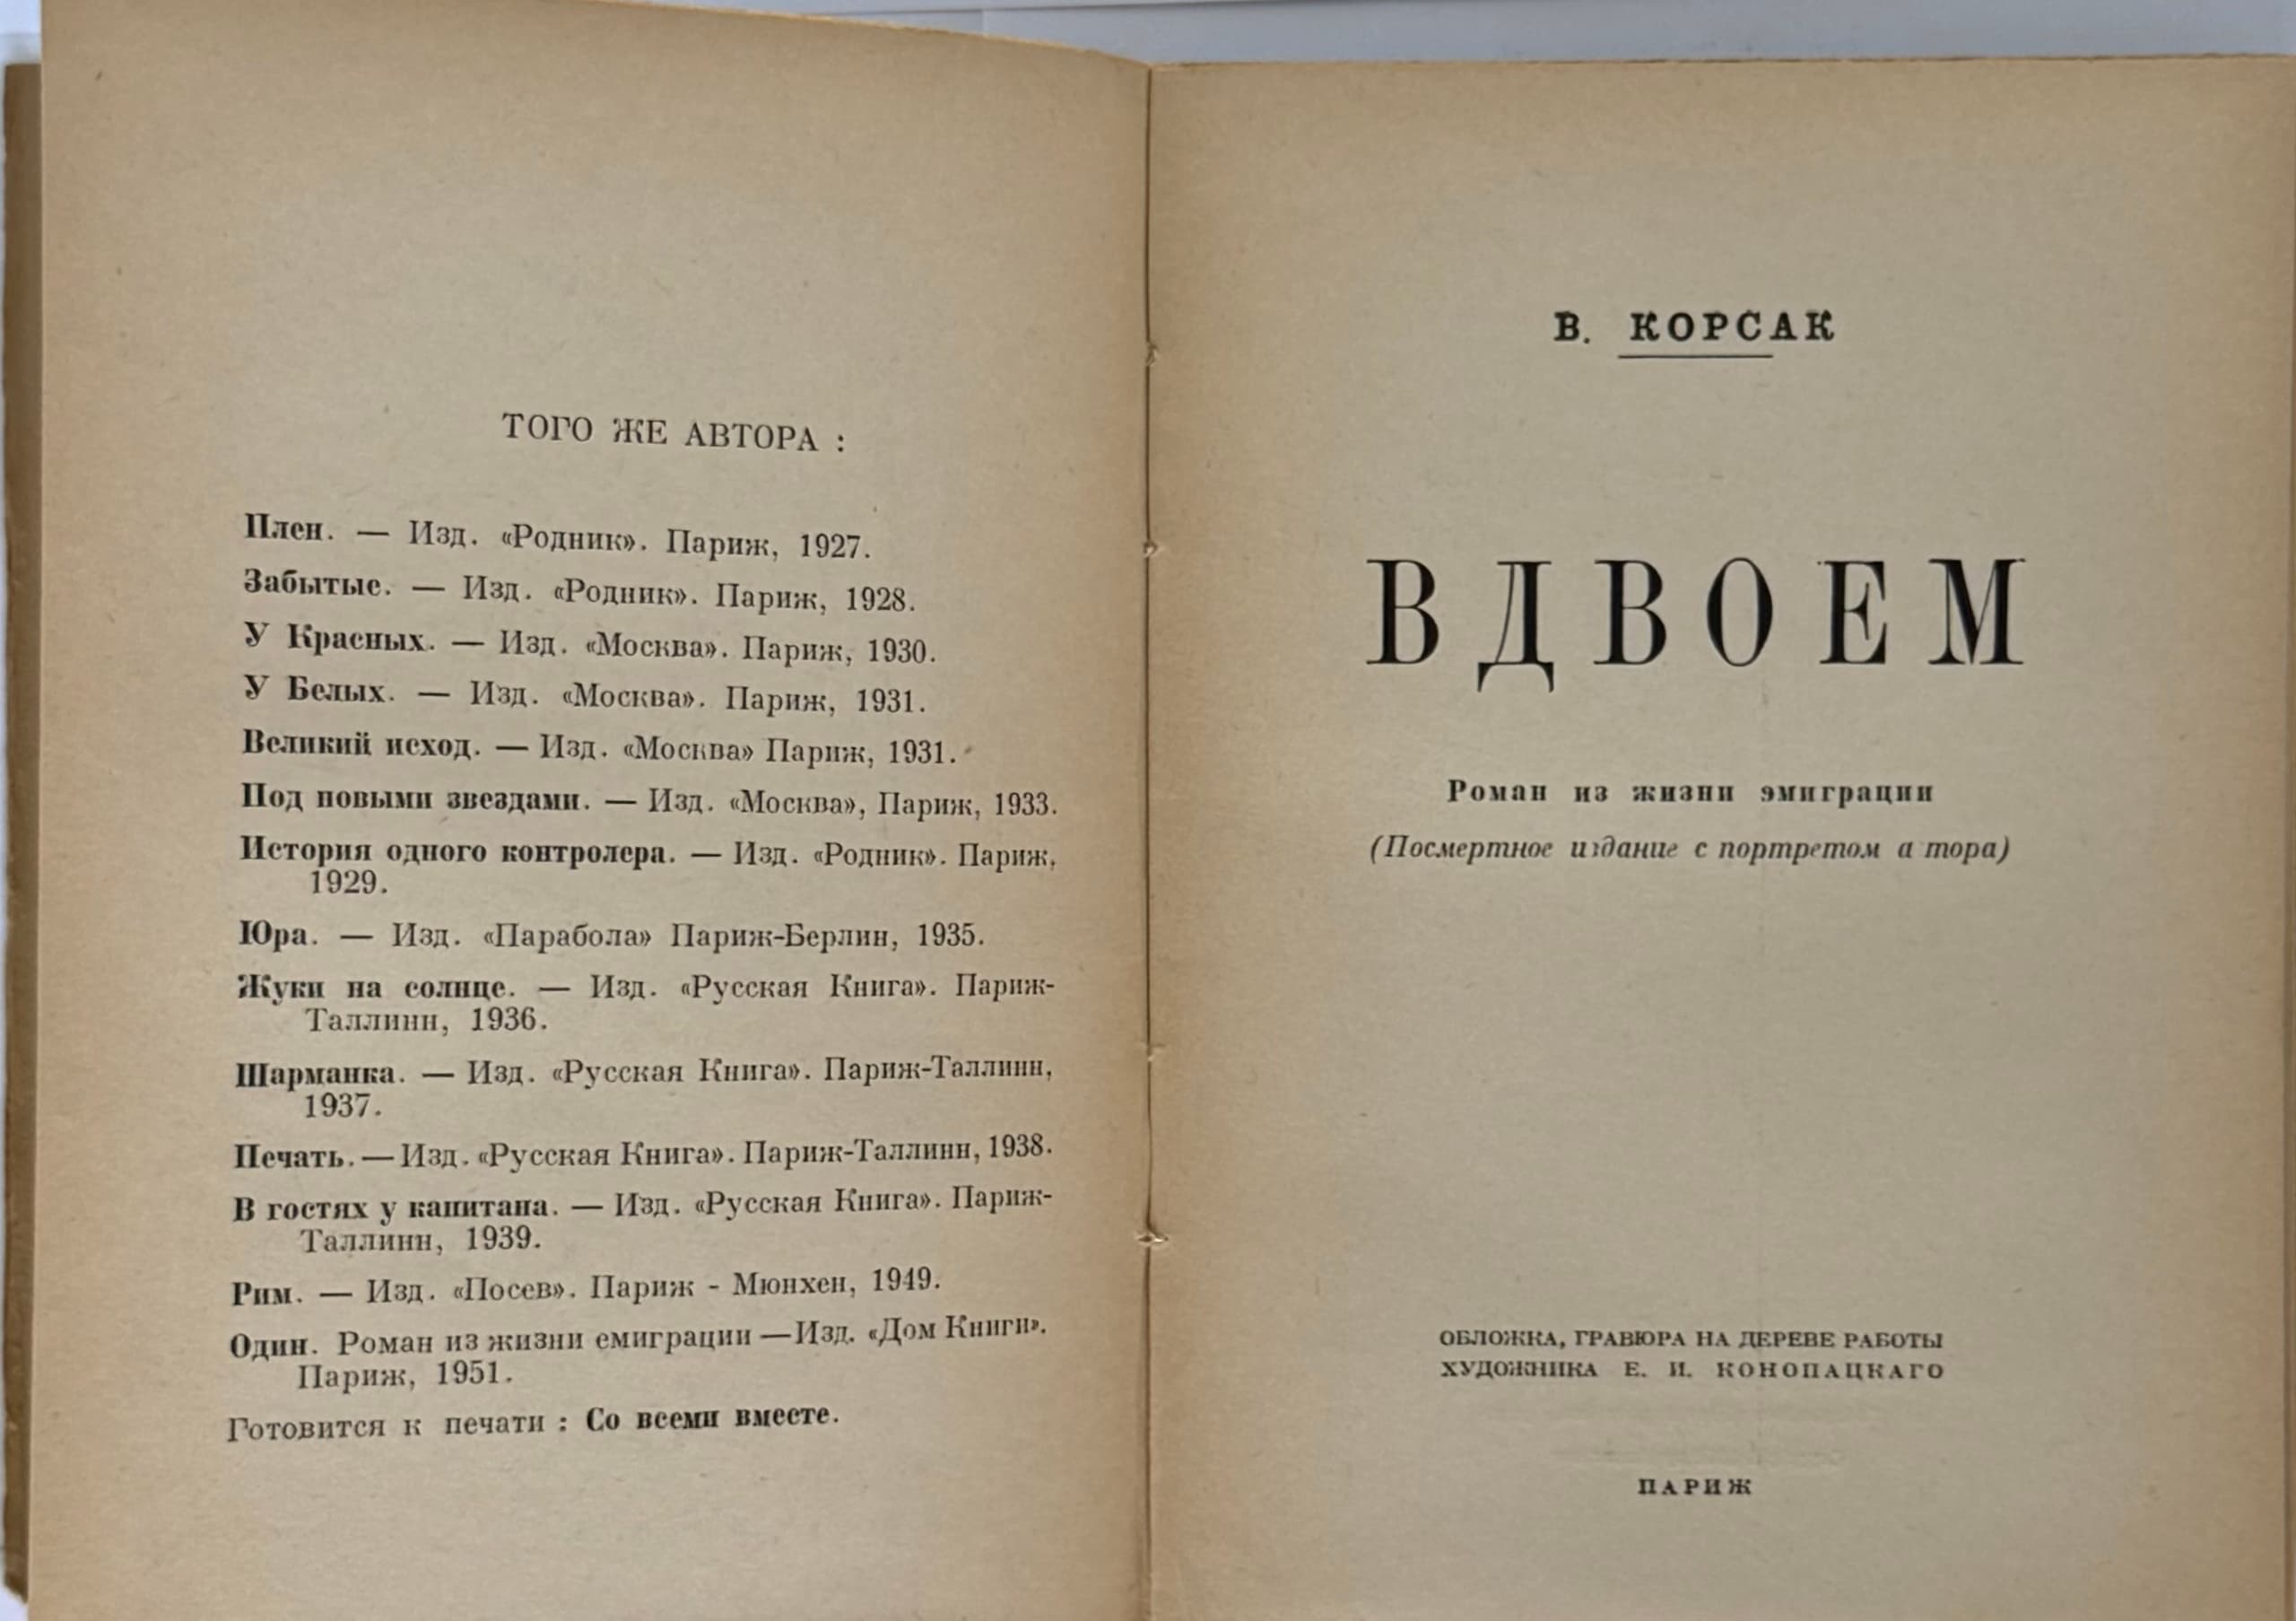 ТОГО ЖЕ АВТОРА :
Плен. — Изд. «Родник». Париж, 1927.
Забытые. — Изд. «Родник». Париж, 1928.
У Красных. — Изд. «Москва». Париж, 1930.
У Белых. — Изд. «Москва». Париж, 1931.
Великий исход. — Изд. «Москва» Париж, 1931.
Под новыми звездами. — Изд. «Москва», Париж, 1933.
История одного контролера. — Изд. «Родник». Париж,
1929.
Юра. — Изд. «Парабола» Париж-Берлин, 1935.
Жуки на солнце. — Изд. «Русская Книга». Париж-
Таллинн, 1936.
Шарманка. — Изд. «Русская Книга». Париж-Таллинн,
1937.
Печать. — Изд. «Русская Книга». Париж-Таллинн, 1938.
В гостях у капитана. — Изд. «Русская Книга». Париж-
Таллинн, 1939.
Рим. — Изд. «Посев». Париж - Мюнхен, 1949.
Один. Роман из жизни емиграции — Изд. «Дом Книги».
Париж, 1951.
Готовится к печати : Со всеми вместе.
В. КОРСАК
ВДВОЕМ
Роман из жизни эмиграции
(Посмертное издание с портретом а тора)
ОБЛОЖКА, ГРАВЮРА НА ДЕРЕВЕ РАБОТЫ
ХУДОЖНИКА Е. И. КОНОПАЦКАГО
ПАРИЖ